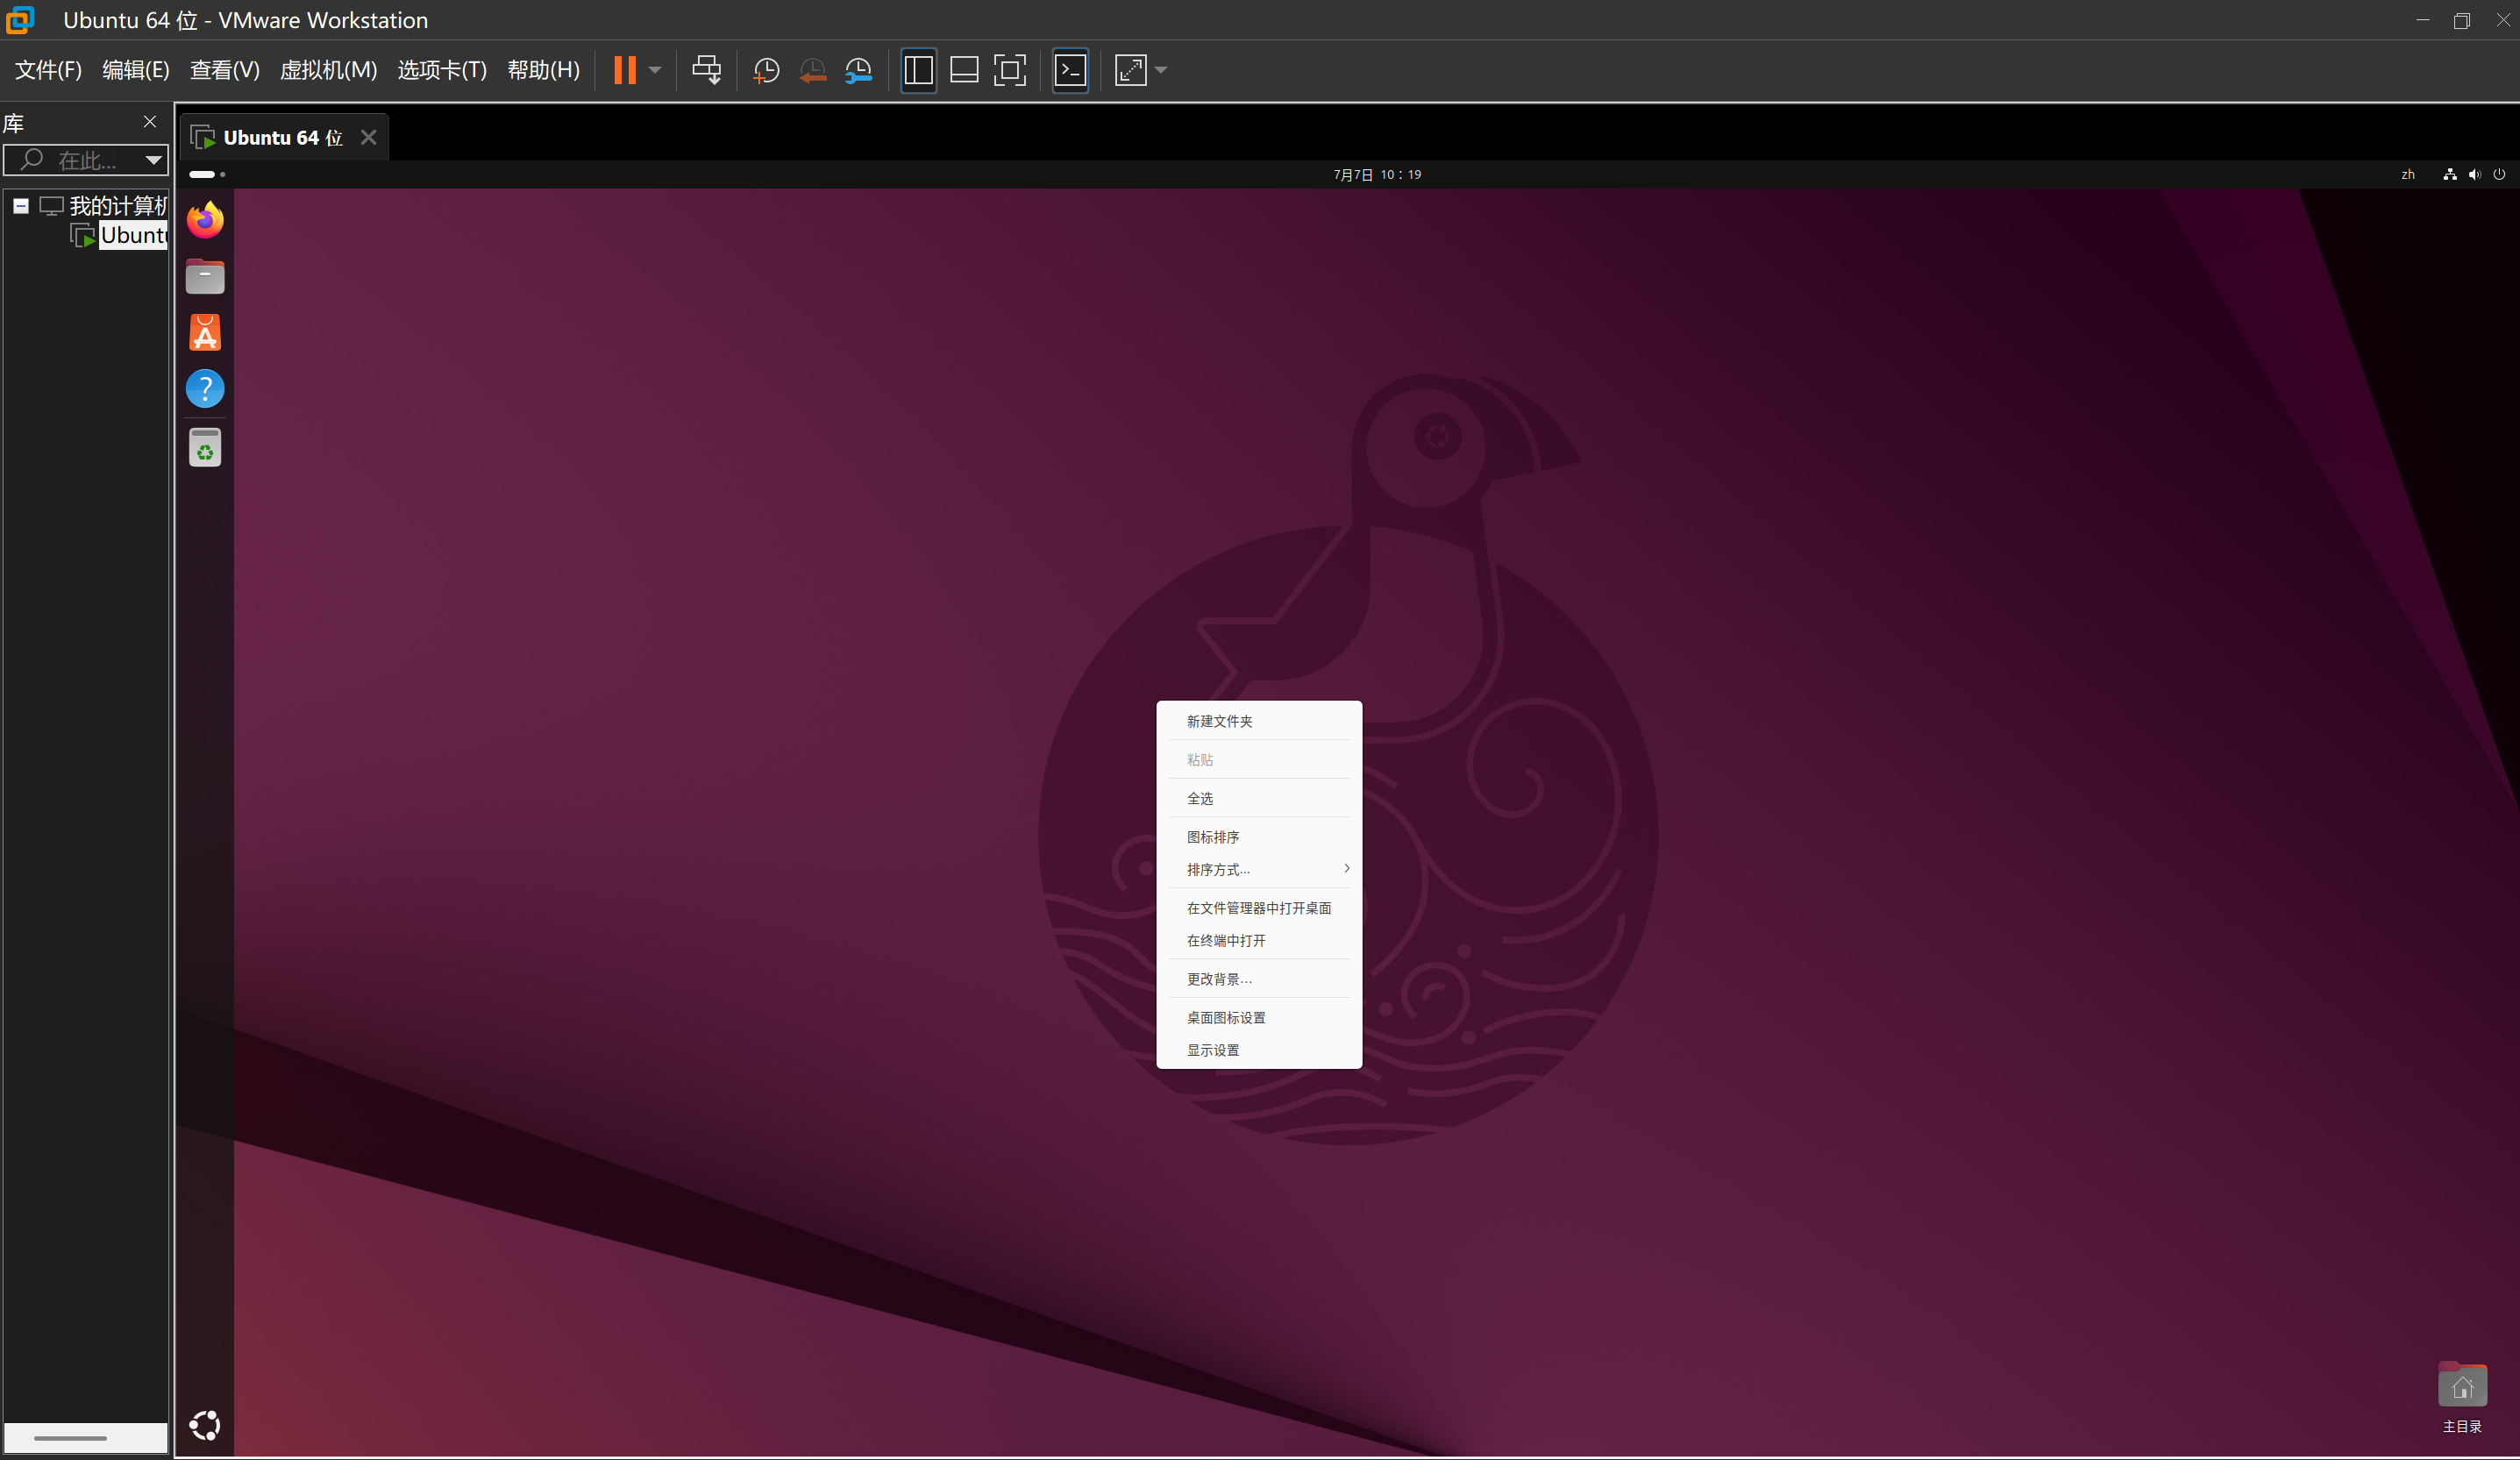 Ubuntu 64 位 - VMware Workstation
文件(F) 编辑(E) 查看(V) 虚拟机(M) 选项卡(T) 帮助(H)
库
在此...
Ubuntu 64 位
我的计算机
Ubuntu
7月7日 10：19
zh
新建文件夹
粘贴
全选
图标排序
排序方式...
在文件管理器中打开桌面
在终端中打开
更改背景…
桌面图标设置
显示设置
主目录